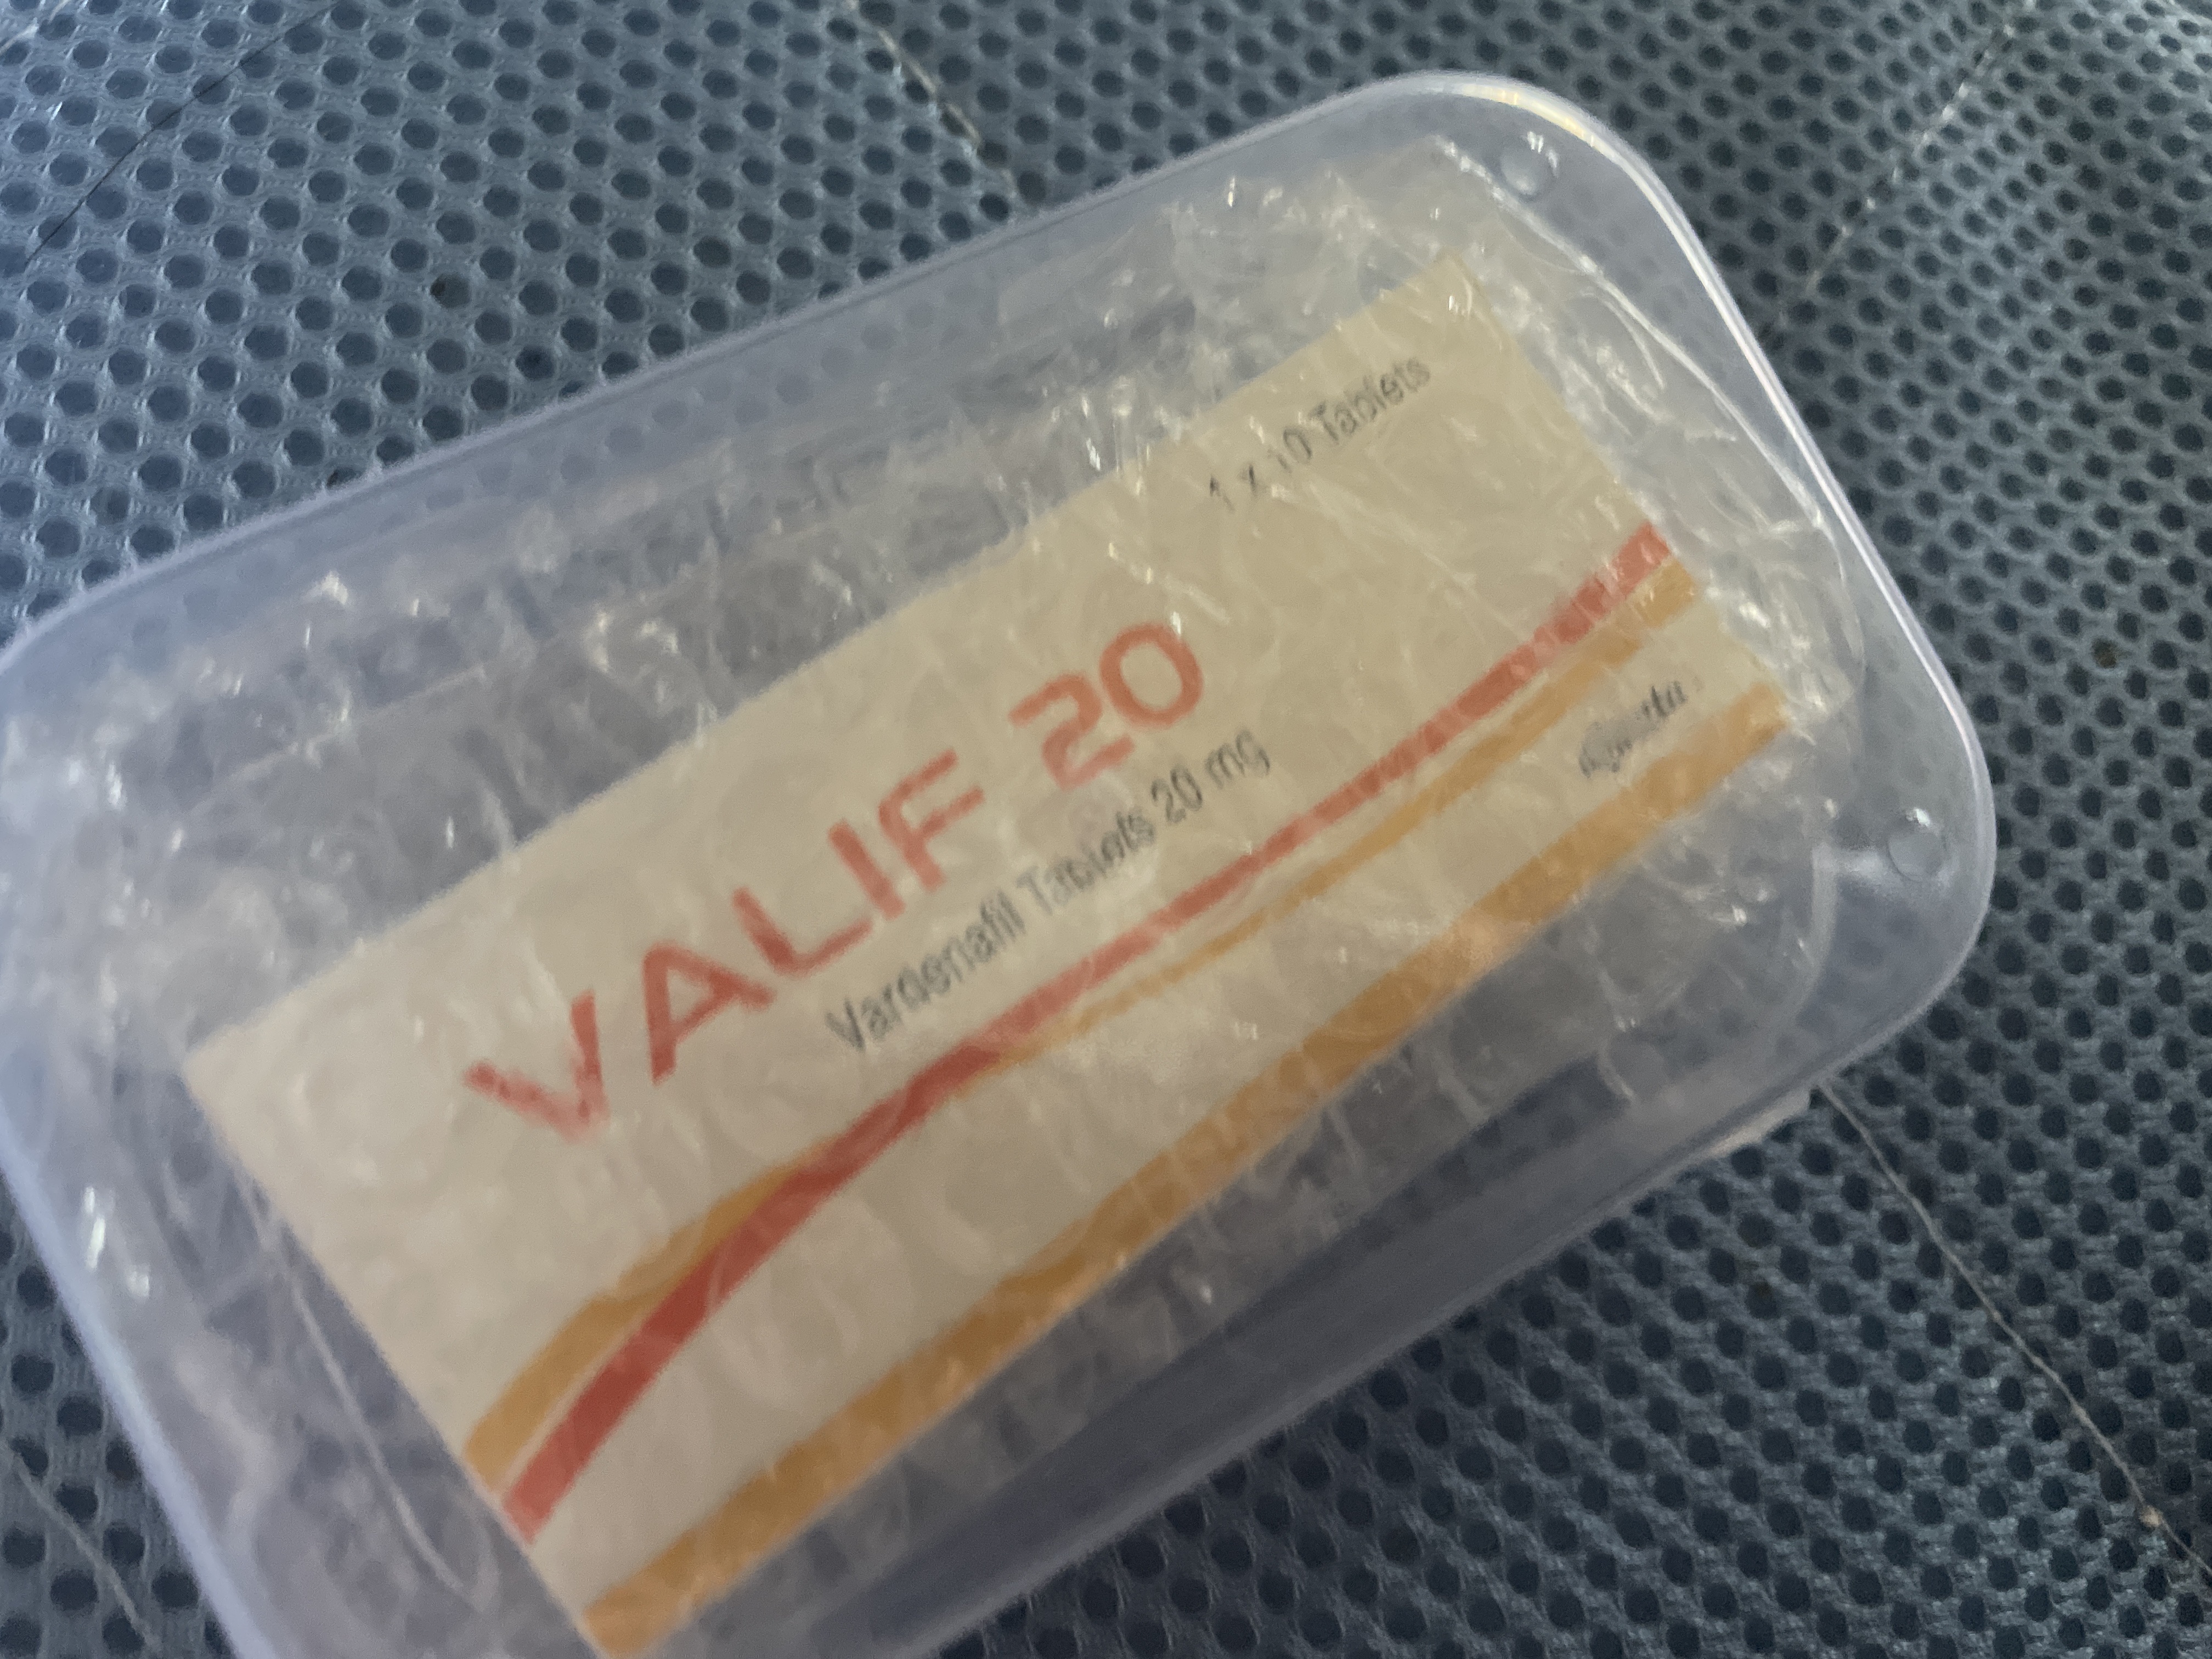 1 x 10 Tablets
VALIF 20
Vardenafil Tablets 20 mg